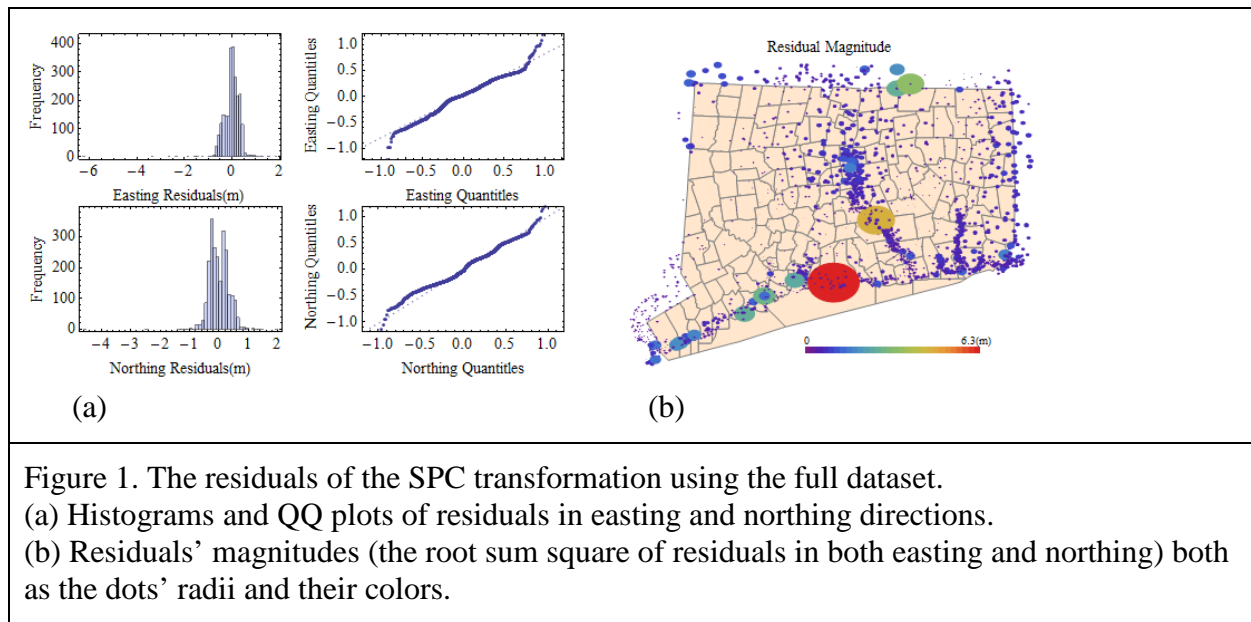 400
300
200
100
0
Frequency
−6 −4 −2 0 2
Easting Residuals(m)
1.0
0.5
0.0
−0.5
−1.0
Easting Quantitles
−1.0 −0.5 0.0 0.5 1.0
Easting Quantitles
300
200
100
0
Frequency
−4 −3 −2 −1 0 1 2
Northing Residuals(m)
1.0
0.5
0.0
−0.5
−1.0
Northing Quantitles
−1.0 −0.5 0.0 0.5 1.0
Northing Quantitles
(a)
Residual Magnitude
0 6.3(m)
(b)
Figure 1. The residuals of the SPC transformation using the full dataset.
(a) Histograms and QQ plots of residuals in easting and northing directions.
(b) Residuals’ magnitudes (the root sum square of residuals in both easting and northing) both
as the dots’ radii and their colors.